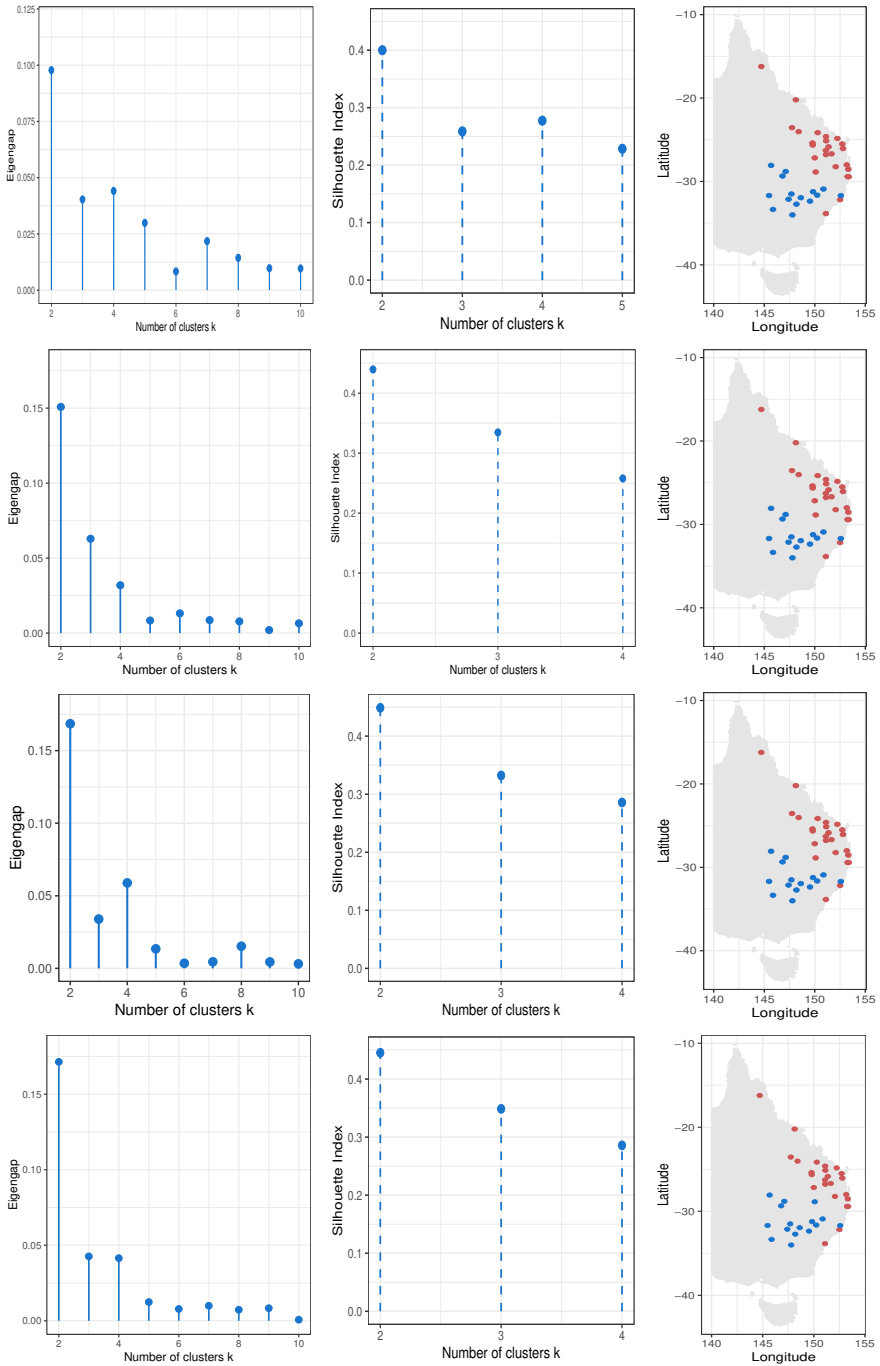 0.125
0.100
0.075
0.050
0.025
0.000
Eigengap
2 4 6 8 10
Number of clusters k
0.4
0.3
0.2
0.1
0.0
Silhouette Index
2 3 4 5
Number of clusters k
−10
−20
−30
−40
Latitude
140 145 150 155
Longitude
0.15
0.10
0.05
0.00
Eigengap
2 4 6 8 10
Number of clusters k
0.4
0.3
0.2
0.1
0.0
Silhouette Index
2 3 4
Number of clusters k
−10
−20
−30
−40
Latitude
140 145 150 155
Longitude
0.15
0.10
0.05
0.00
Eigengap
2 4 6 8 10
Number of clusters k
0.4
0.3
0.2
0.1
0.0
Silhouette Index
2 3 4
Number of clusters k
−10
−20
−30
−40
Latitude
140 145 150 155
Longitude
0.15
0.10
0.05
0.00
Eigengap
2 4 6 8 10
Number of clusters k
0.4
0.3
0.2
0.1
0.0
Silhouette Index
2 3 4
Number of clusters k
−10
−20
−30
−40
Latitude
140 145 150 155
Longitude